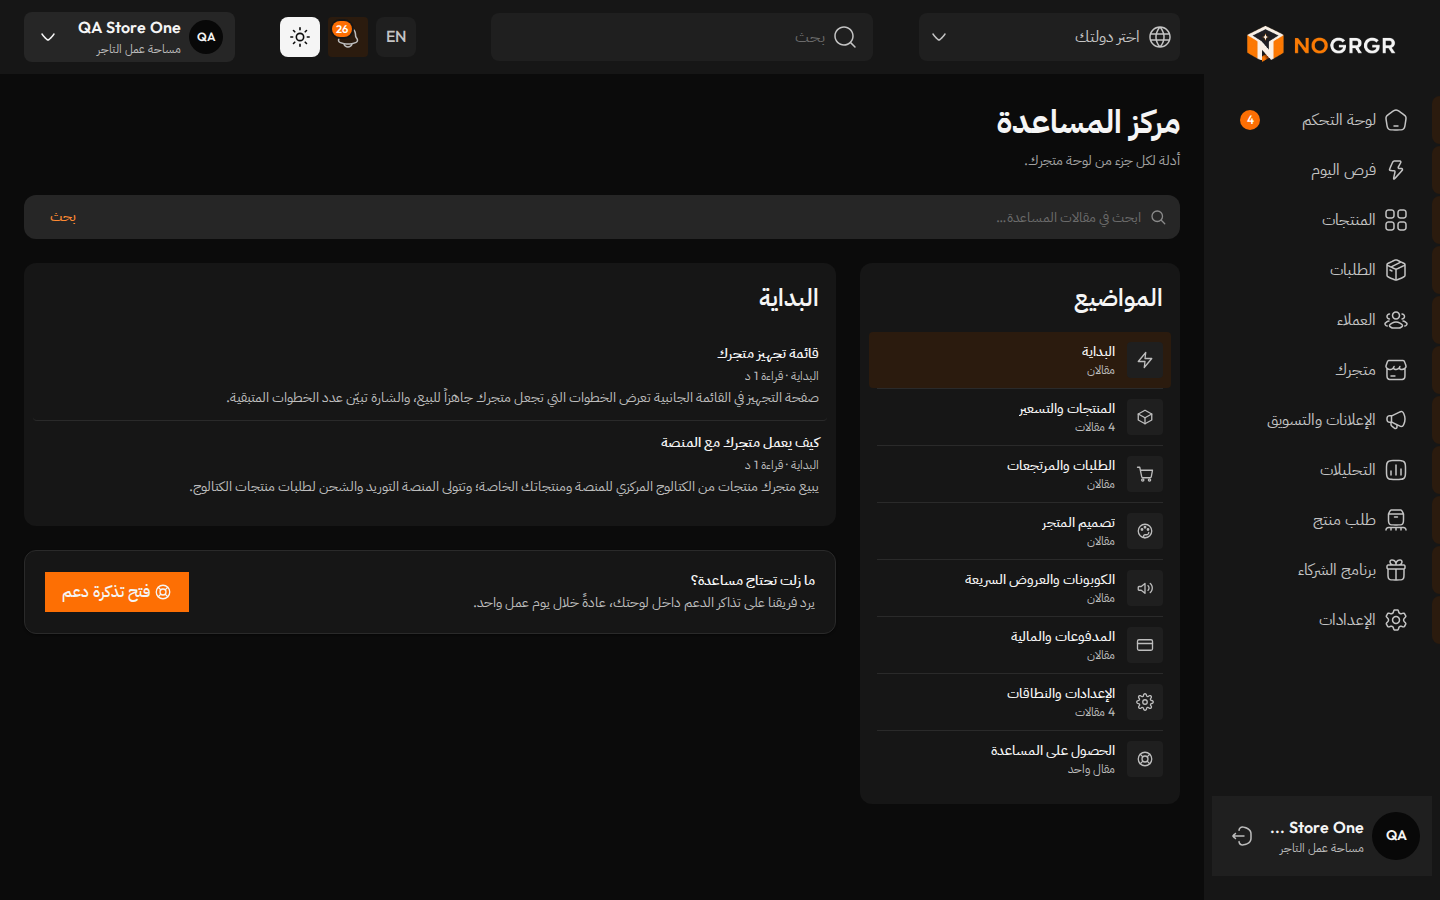 NOGRGR
اختر دولتك
بحث
EN
26
QA
QA Store One
مساحة عمل التاجر
لوحة التحكم
4
فرص اليوم
المنتجات
الطلبات
العملاء
متجرك
الإعلانات والتسويق
التحليلات
طلب منتج
برنامج الشركاء
الإعدادات
QA
Store One ...
مساحة عمل التاجر
مركز المساعدة
أدلة لكل جزء من لوحة متجرك.
ابحث في مقالات المساعدة...
بحث
المواضيع
البداية
مقالان
المنتجات والتسعير
4 مقالات
الطلبات والمرتجعات
مقالان
تصميم المتجر
مقالان
الكوبونات والعروض السريعة
مقالان
المدفوعات والمالية
مقالان
الإعدادات والنطاقات
4 مقالات
الحصول على المساعدة
مقال واحد
البداية
قائمة تجهيز متجرك
البداية · قراءة 1 د
صفحة التجهيز في القائمة الجانبية تعرض الخطوات التي تجعل متجرك جاهزاً للبيع، والشارة تبيّن عدد الخطوات المتبقية.
كيف يعمل متجرك مع المنصة
البداية · قراءة 1 د
يبيع متجرك منتجات من الكتالوج المركزي للمنصة ومنتجاتك الخاصة؛ وتتولى المنصة التوريد والشحن لطلبات منتجات الكتالوج.
ما زلت تحتاج مساعدة؟
يرد فريقنا على تذاكر الدعم داخل لوحتك، عادةً خلال يوم عمل واحد.
فتح تذكرة دعم